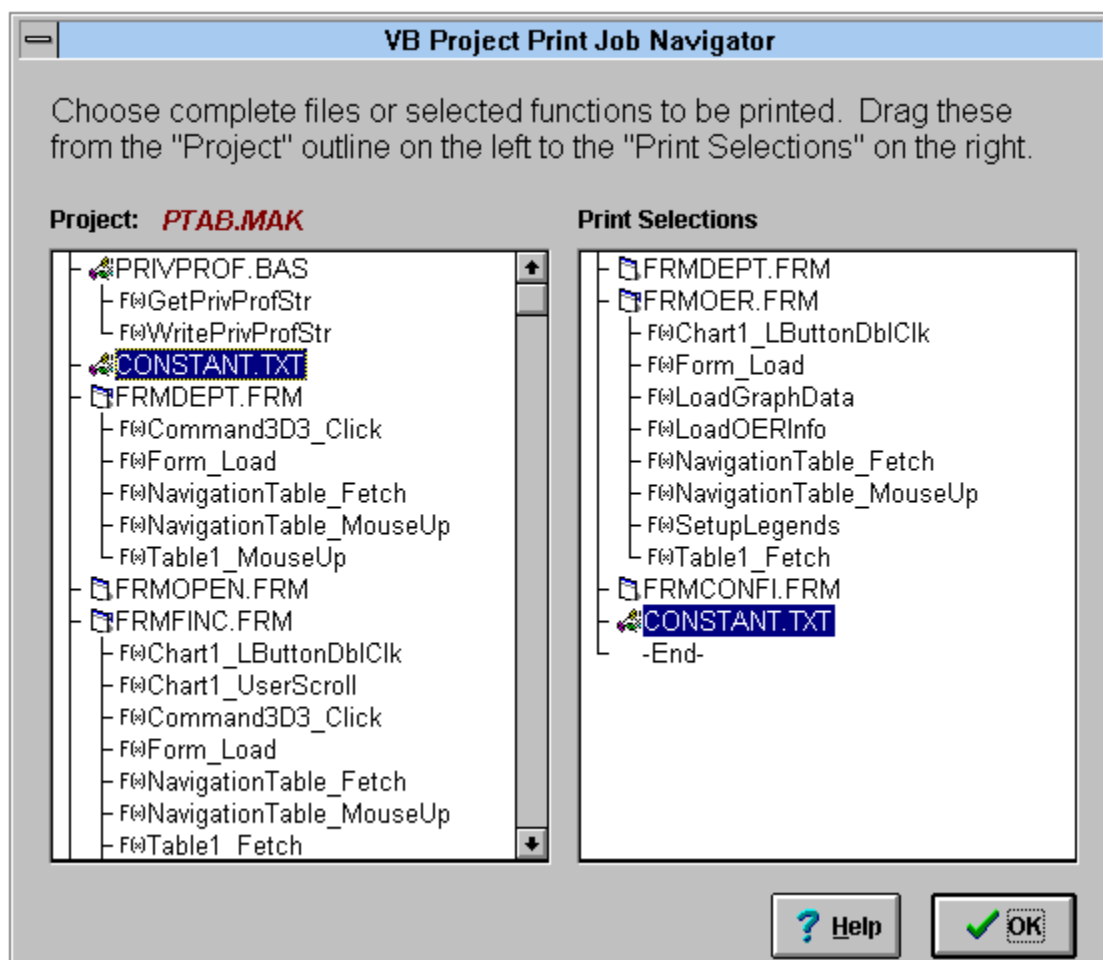 VB Project Print Job Navigator
Choose complete files or selected functions to be printed. Drag these
from the "Project" outline on the left to the "Print Selections" on the right.
Project: PTAB.MAK
PRIVPROF.BAS
F(x)GetPrivProfStr
F(x)WritePrivProfStr
CONSTANT.TXT
FRMDEPT.FRM
F(x)Command3D3_Click
F(x)Form_Load
F(x)NavigationTable_Fetch
F(x)NavigationTable_MouseUp
F(x)Table1_MouseUp
FRMOPEN.FRM
FRMFINC.FRM
F(x)Chart1_LButtonDblClk
F(x)Chart1_UserScroll
F(x)Command3D3_Click
F(x)Form_Load
F(x)NavigationTable_Fetch
F(x)NavigationTable_MouseUp
F(x)Table1_Fetch
Print Selections
FRMDEPT.FRM
FRMOER.FRM
F(x)Chart1_LButtonDblClk
F(x)Form_Load
F(x)LoadGraphData
F(x)LoadOERInfo
F(x)NavigationTable_Fetch
F(x)NavigationTable_MouseUp
F(x)SetupLegends
F(x)Table1_Fetch
FRMCONFI.FRM
CONSTANT.TXT
-End-
? Help
OK